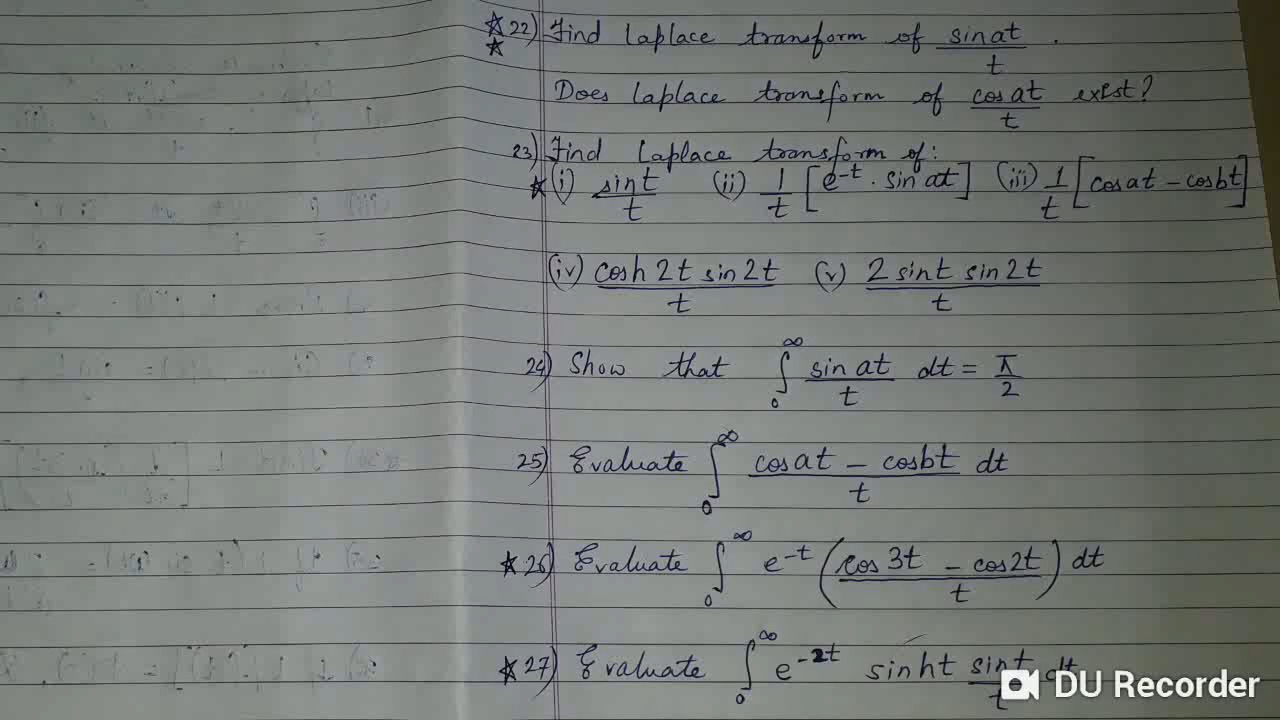 ☆ 22) Find Laplace transform of sin at / t .
☆ Does Laplace transform of cos at / t exist?
23) Find Laplace transform of:
☆ (i) sin t / t (ii) 1/t [e^-t . sin at] (iii) 1/t [cos at - cos bt]
(iv) cosh 2t sin 2t / t (v) 2 sin t sin 2t / t
24) Show that ∫₀^∞ sin at / t dt = π/2
25) Evaluate ∫₀^∞ cos at - cos bt / t dt
☆ 26) Evaluate ∫₀^∞ e^-t (cos 3t - cos 2t / t) dt
☆ 27) Evaluate ∫₀^∞ e^-2t sinh t sin t / t dt
DU Recorder